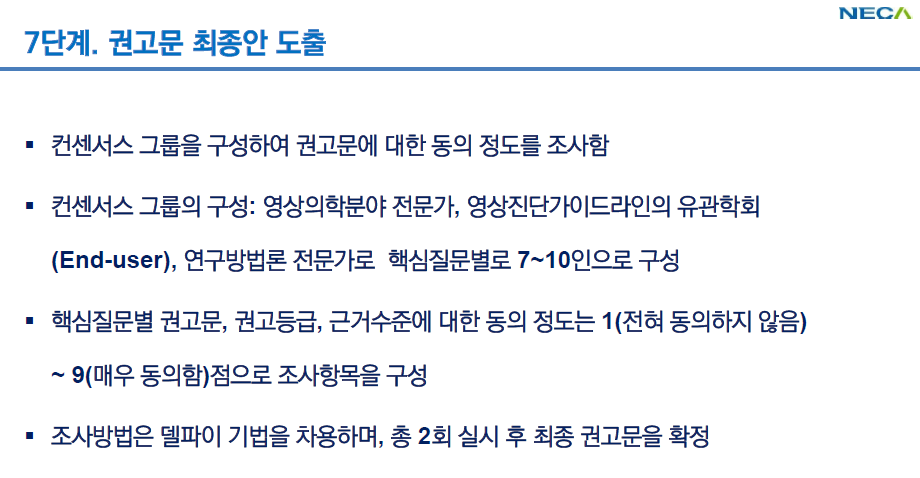 NECA
7단계. 권고문 최종안 도출
▪ 컨센서스 그룹을 구성하여 권고문에 대한 동의 정도를 조사함
▪ 컨센서스 그룹의 구성: 영상의학분야 전문가, 영상진단가이드라인의 유관학회
(End-user), 연구방법론 전문가로 핵심질문별로 7~10인으로 구성
▪ 핵심질문별 권고문, 권고등급, 근거수준에 대한 동의 정도는 1(전혀 동의하지 않음)
~ 9(매우 동의함)점으로 조사항목을 구성
▪ 조사방법은 델파이 기법을 차용하며, 총 2회 실시 후 최종 권고문을 확정